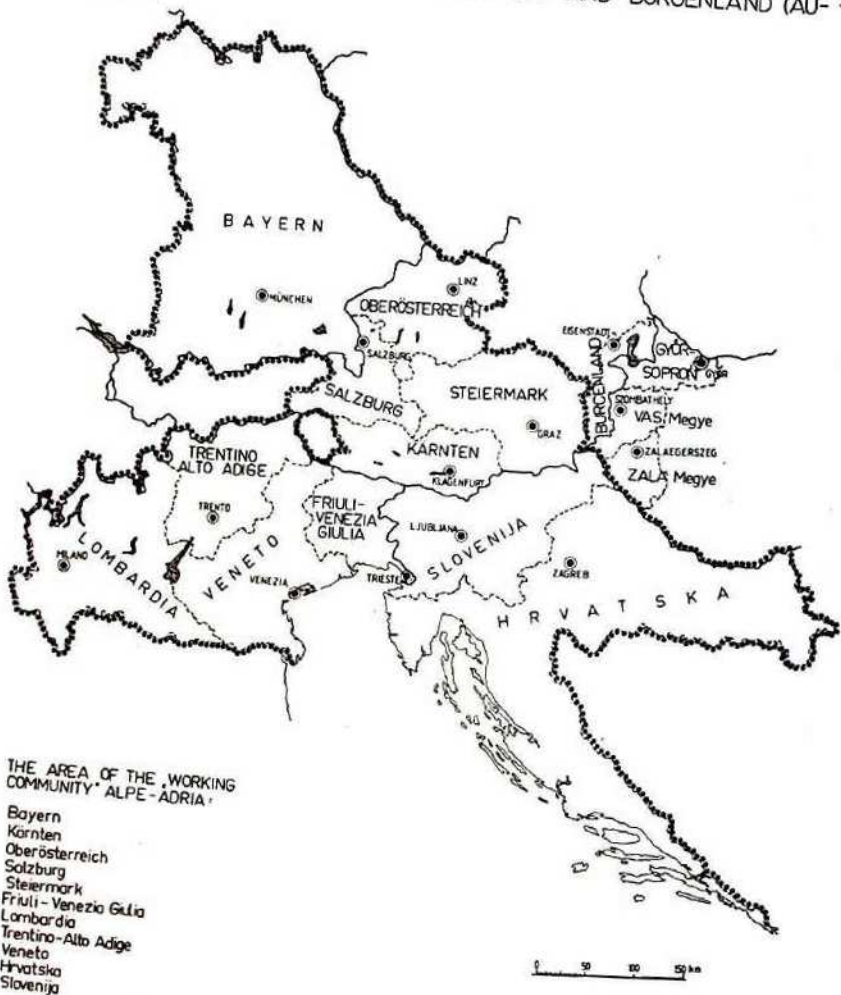 BURGENLAND (AU-
BAYERN
MÜNCHEN
LINZ
OBERÖSTERREICH
SALZBURG
SALZBURG
STEIERMARK
GRAZ
EISENSTADT
BURGENLAND
GYÖR-
SOPRON
Györ
SZOMBATHELY
VAS Megye
ZALAEGERSZEG
ZALA Megye
KÄRNTEN
KLAGENFURT
TRENTINO
ALTO ADIGE
TRENTO
FRIULI-
VENEZIA
GIULIA
LJUBLJANA
SLOVENIJA
MILANO
LOMBARDIA
VENETO
VENEZIA
TRIESTE
ZAGREB
HRVATSKA
THE AREA OF THE „WORKING
COMMUNITY" ALPE-ADRIA:
Bayern
Kärnten
Oberösterreich
Salzburg
Steiermark
Friuli-Venezia Giulia
Lombardia
Trentino-Alto Adige
Veneto
Hrvatska
Slovenija
0 50 100 150 km